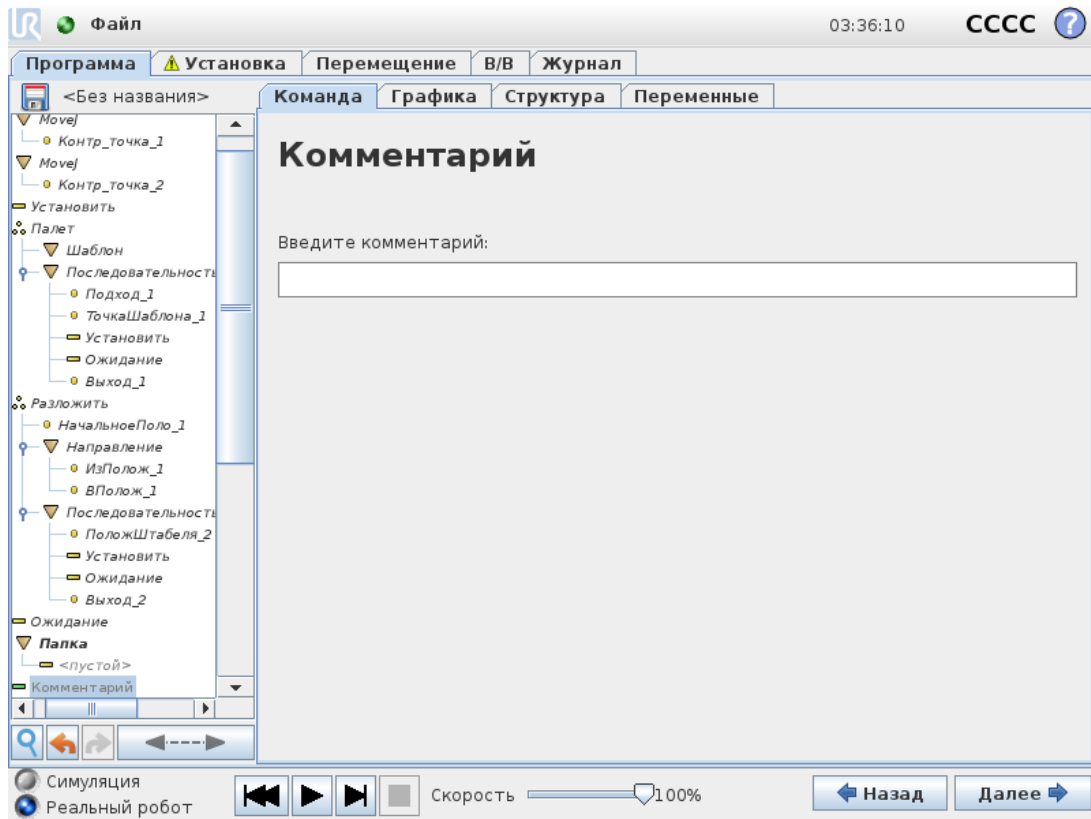 UR Файл 03:36:10 CCCC ?
Программа Установка Перемещение В/В Журнал
<Без названия> Команда Графика Структура Переменные
MoveJ
Контр_точка_1
MoveJ
Контр_точка_2
Установить
Палет
Шаблон
Последовательность
Подход_1
ТочкаШаблона_1
Установить
Ожидание
Выход_1
Разложить
НачальноеПоло_1
Направление
ИзПолож_1
ВПолож_1
Последовательность
ПоложШтабеля_2
Установить
Ожидание
Выход_2
Ожидание
Папка
<пустой>
Комментарий
Комментарий
Введите комментарий:
Симуляция
Реальный робот
Скорость 100%
Назад Далее